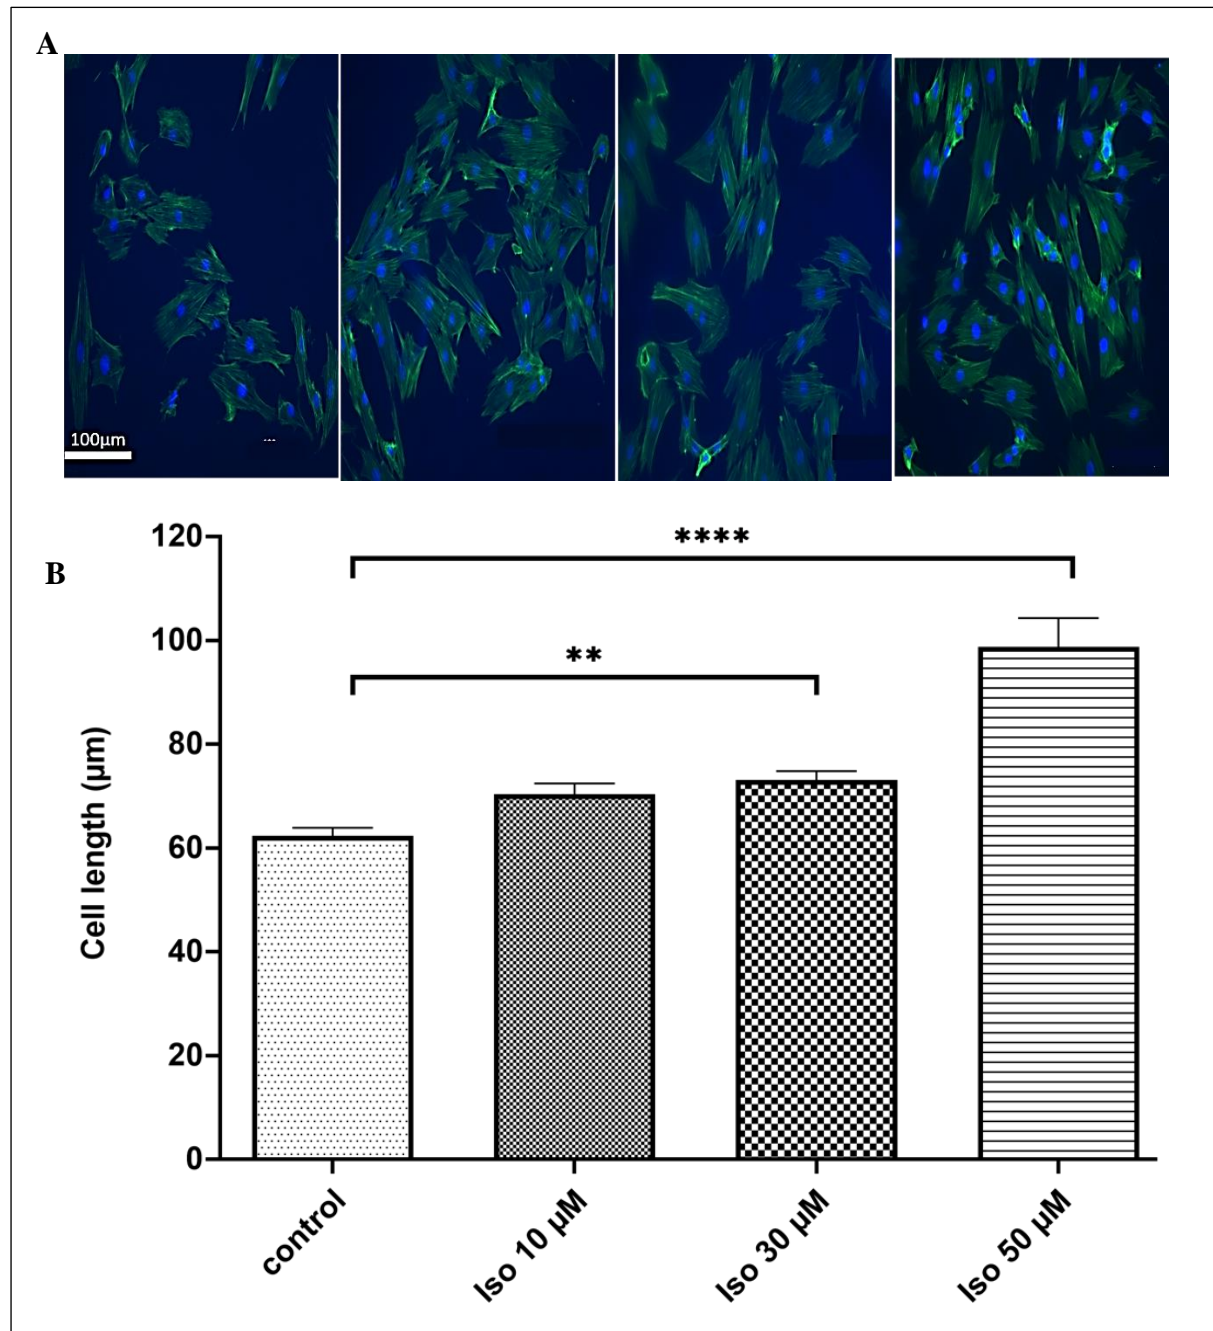 A
100µm
B
****
**
120
100
80
60
40
20
0
Cell length (µm)
control
Iso 10 µM
Iso 30 µM
Iso 50 µM